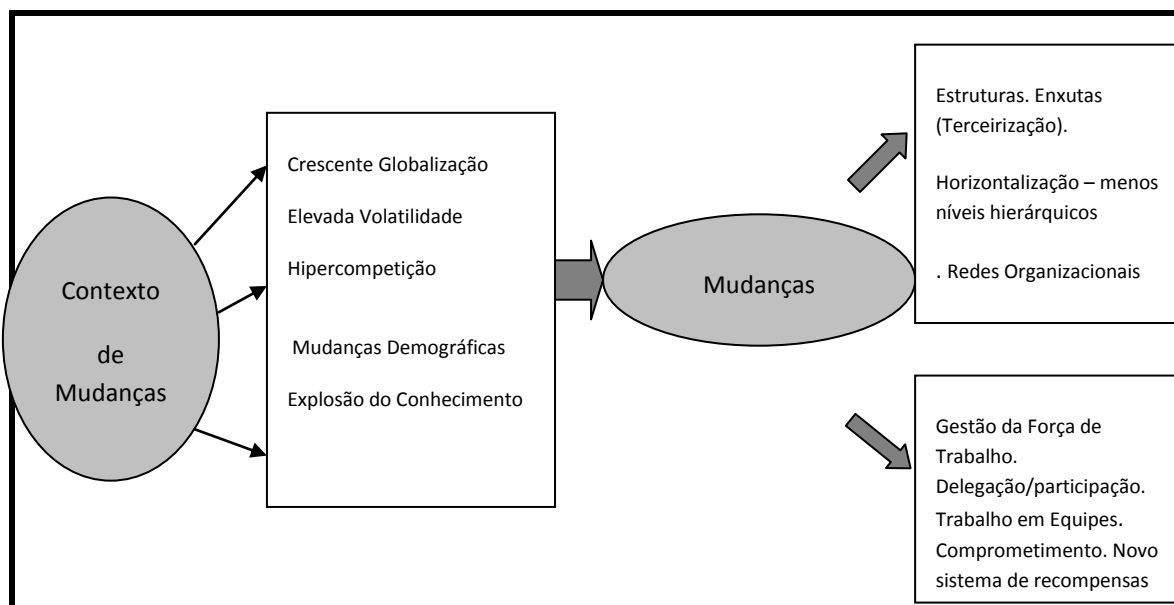 Contexto
de
Mudanças
Crescente Globalização
Elevada Volatilidade
Hipercompetição
Mudanças Demográficas
Explosão do Conhecimento
Mudanças
Estruturas. Enxutas
(Terceirização).
Horizontalização – menos
níveis hierárquicos
. Redes Organizacionais
Gestão da Força de
Trabalho.
Delegação/participação.
Trabalho em Equipes.
Comprometimento. Novo
sistema de recompensas